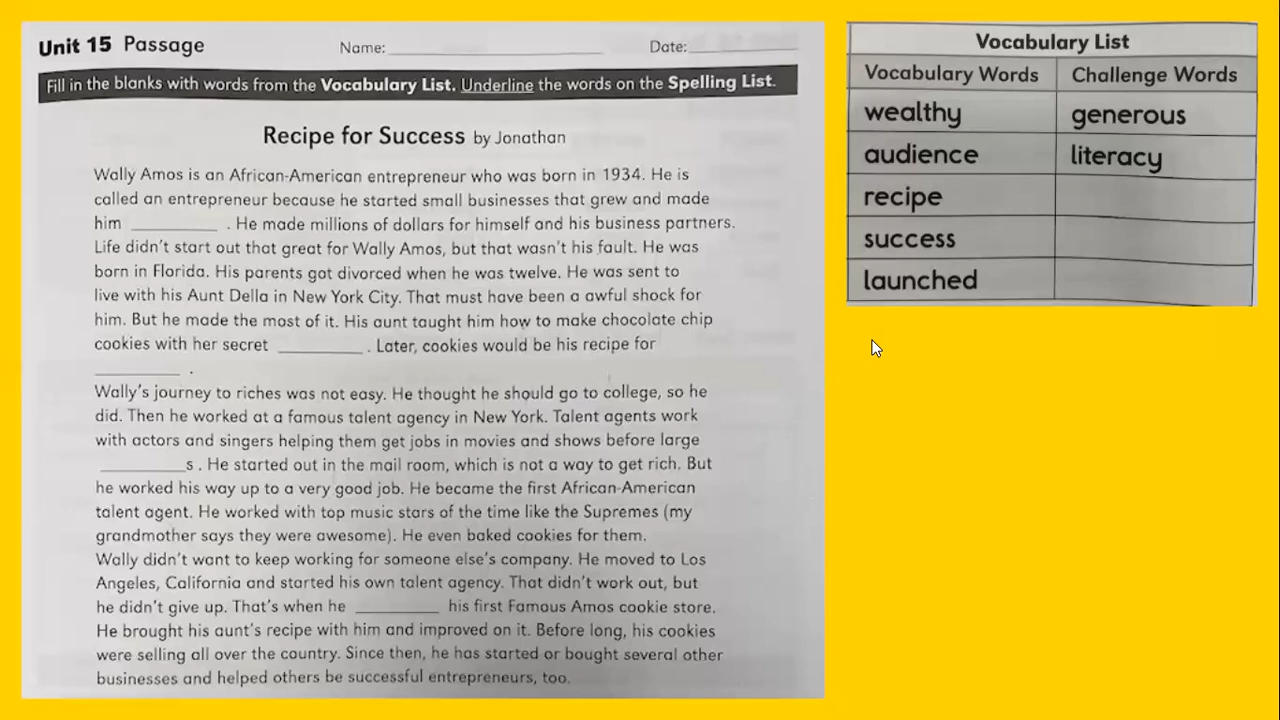 Unit 15 Passage
Name:
Date:
Fill in the blanks with words from the Vocabulary List. Underline the words on the Spelling List.
Recipe for Success by Jonathan
Wally Amos is an African-American entrepreneur who was born in 1934. He is
called an entrepreneur because he started small businesses that grew and made
him __________ . He made millions of dollars for himself and his business partners.
Life didn't start out that great for Wally Amos, but that wasn't his fault. He was
born in Florida. His parents got divorced when he was twelve. He was sent to
live with his Aunt Della in New York City. That must have been a awful shock for
him. But he made the most of it. His aunt taught him how to make chocolate chip
cookies with her secret __________ . Later, cookies would be his recipe for
__________ .
Wally's journey to riches was not easy. He thought he should go to college, so he
did. Then he worked at a famous talent agency in New York. Talent agents work
with actors and singers helping them get jobs in movies and shows before large
__________s . He started out in the mail room, which is not a way to get rich. But
he worked his way up to a very good job. He became the first African-American
talent agent. He worked with top music stars of the time like the Supremes (my
grandmother says they were awesome). He even baked cookies for them.
Wally didn't want to keep working for someone else's company. He moved to Los
Angeles, California and started his own talent agency. That didn't work out, but
he didn't give up. That's when he __________ his first Famous Amos cookie store.
He brought his aunt's recipe with him and improved on it. Before long, his cookies
were selling all over the country. Since then, he has started or bought several other
businesses and helped others be successful entrepreneurs, too.
Vocabulary List
Vocabulary Words Challenge Words
wealthy generous
audience literacy
recipe
success
launched